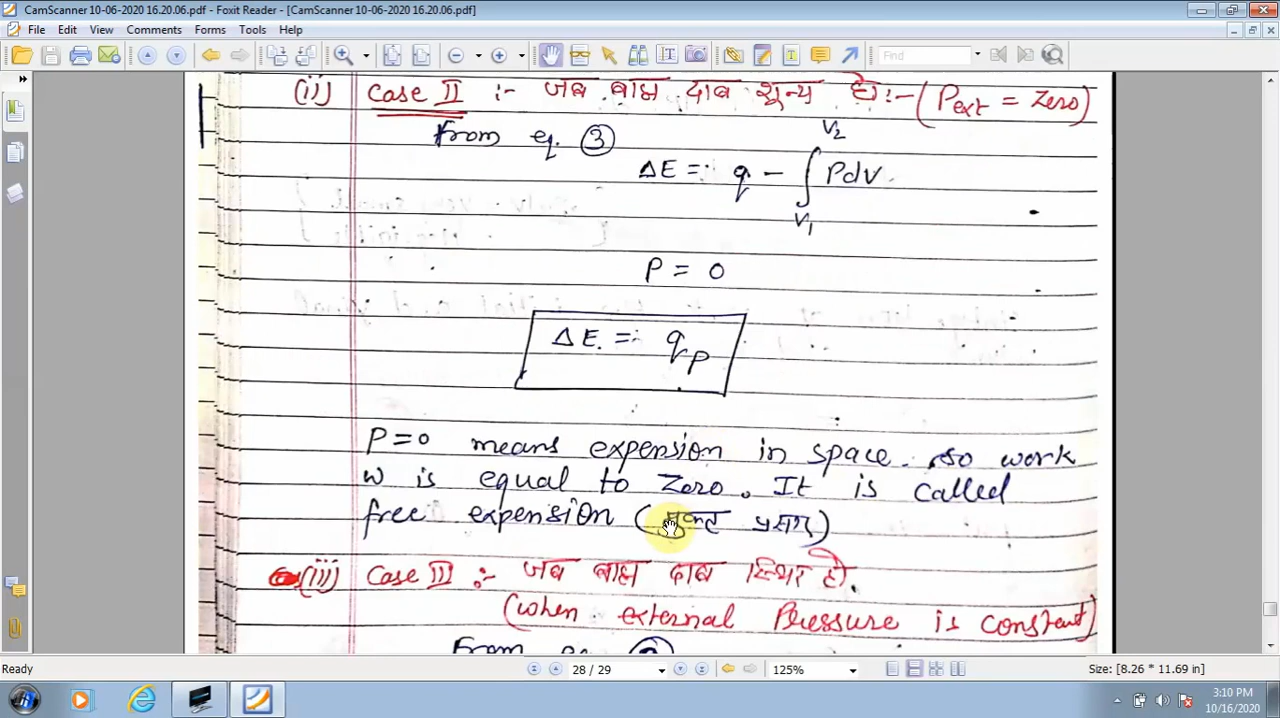 CamScanner 10-06-2020 16.20.06.pdf - Foxit Reader - [CamScanner 10-06-2020 16.20.06.pdf]
File Edit View Comments Forms Tools Help
Find
(ii) Case II :- जब बाह्य दाब शून्य है :- (Pext = Zero)
From eq. ③
ΔE = q - ∫ V1 V2 Pdv
P = 0
ΔE = qP
P=0 means expension in space. so work
w is equal to Zero. It is called
free expension (मुक्त प्रसार)
(iii) Case III :- जब बाह्य दाब स्थिर हो.
(when external Pressure is constant)
From eq.
Ready 28 / 29 125% Size: [8.26 * 11.69 in]
3:10 PM
10/16/2020